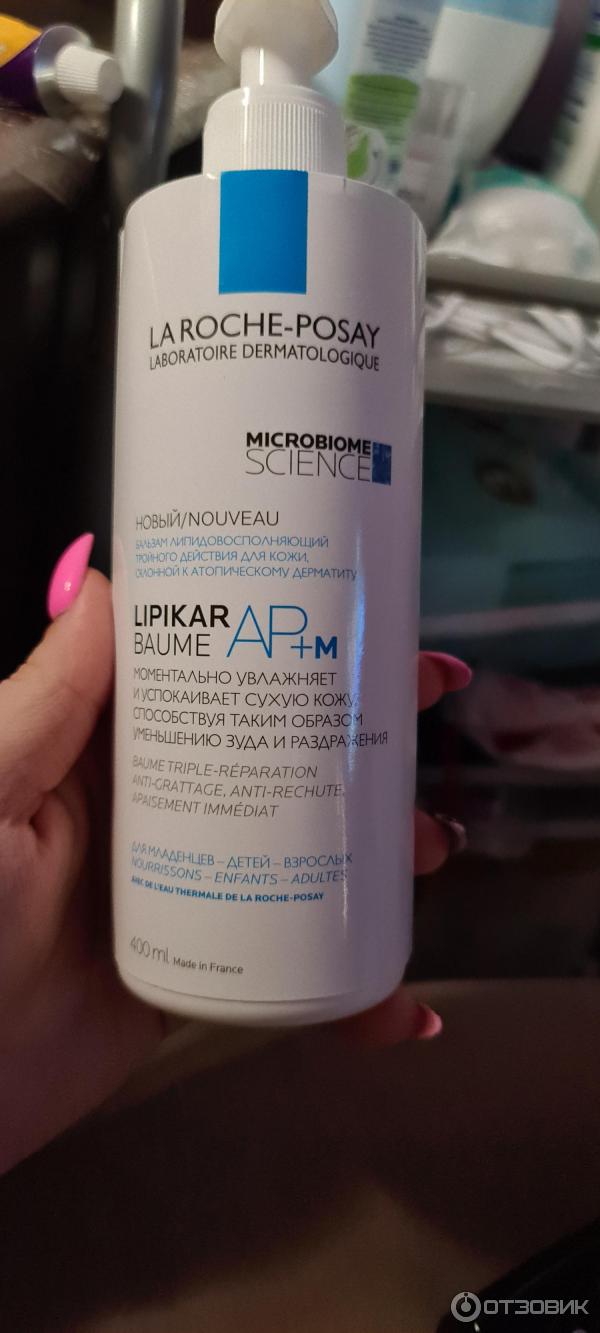 LA ROCHE-POSAY
LABORATOIRE DERMATOLOGIQUE
MICROBIOME
SCIENCE
НОВЫЙ/NOUVEAU
БАЛЬЗАМ ЛИПИДОВОСПОЛНЯЮЩИЙ
ТРОЙНОГО ДЕЙСТВИЯ ДЛЯ КОЖИ,
СКЛОННОЙ К АТОПИЧЕСКОМУ ДЕРМАТИТУ
LIPIKAR
BAUME AP+M
МОМЕНТАЛЬНО УВЛАЖНЯЕТ
И УСПОКАИВАЕТ СУХУЮ КОЖУ,
СПОСОБСТВУЯ ТАКИМ ОБРАЗОМ
УМЕНЬШЕНИЮ ЗУДА И РАЗДРАЖЕНИЯ
BAUME TRIPLE-RÉPARATION
ANTI-GRATTAGE, ANTI-RECHUTE,
APAISEMENT IMMÉDIAT
ДЛЯ МЛАДЕНЦЕВ – ДЕТЕЙ – ВЗРОСЛЫХ
NOURRISSONS – ENFANTS – ADULTES
AVEC DE L'EAU THERMALE DE LA ROCHE-POSAY
400 ml Made in France
ОТЗОВИК